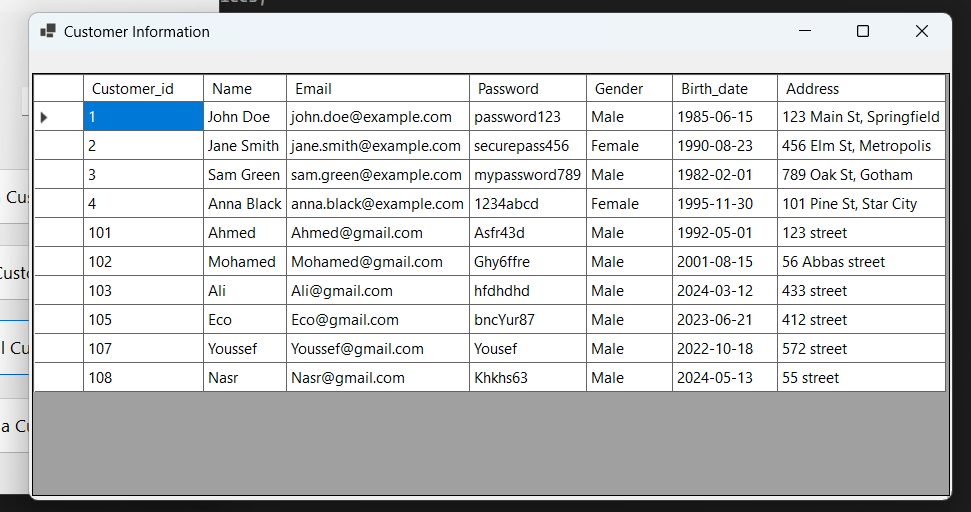 Customer Information
Customer_id Name Email Password Gender Birth_date Address
1 John Doe john.doe@example.com password123 Male 1985-06-15 123 Main St, Springfield
2 Jane Smith jane.smith@example.com securepass456 Female 1990-08-23 456 Elm St, Metropolis
3 Sam Green sam.green@example.com mypassword789 Male 1982-02-01 789 Oak St, Gotham
4 Anna Black anna.black@example.com 1234abcd Female 1995-11-30 101 Pine St, Star City
101 Ahmed Ahmed@gmail.com Asfr43d Male 1992-05-01 123 street
102 Mohamed Mohamed@gmail.com Ghy6ffre Male 2001-08-15 56 Abbas street
103 Ali Ali@gmail.com hfdhdhd Male 2024-03-12 433 street
105 Eco Eco@gmail.com bncYur87 Male 2023-06-21 412 street
107 Youssef Youssef@gmail.com Yousef Male 2022-10-18 572 street
108 Nasr Nasr@gmail.com Khkhs63 Male 2024-05-13 55 street